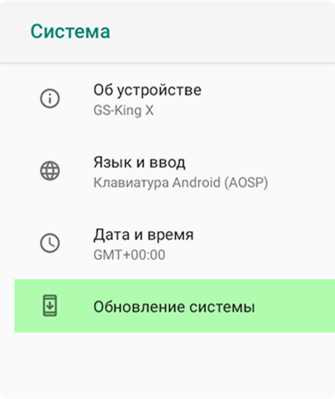 Система
Об устройстве
GS-King X
Язык и ввод
Клавиатура Android (AOSP)
Дата и время
GMT+00:00
Обновление системы